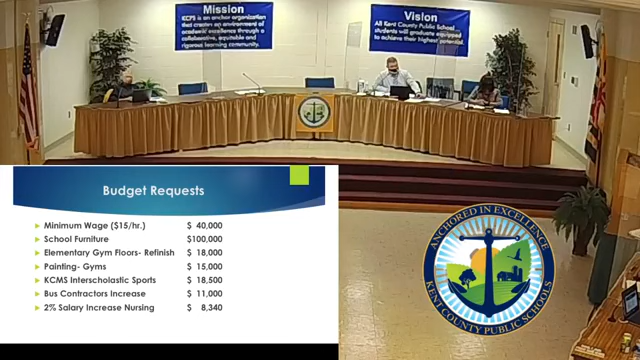 Mission
KCPS is an anchor organization
that creates an environment of
academic excellence through a
collaborative, equitable and
rigorous learning community.
Vision
All Kent County Public School
students will graduate equipped
to achieve their highest potential.
Budget Requests
Minimum Wage ($15/hr.) $ 40,000
School Furniture $100,000
Elementary Gym Floors- Refinish $ 18,000
Painting- Gyms $ 15,000
KCMS Interscholastic Sports $ 18,500
Bus Contractors Increase $ 11,000
2% Salary Increase Nursing $ 8,340
ANCHORED IN EXCELLENCE
KENT COUNTY PUBLIC SCHOOLS